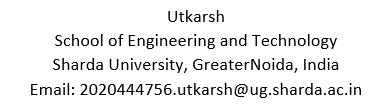 Utkarsh
School of Engineering and Technology
Sharda University, GreaterNoida, India
Email: 2020444756.utkarsh@ug.sharda.ac.in